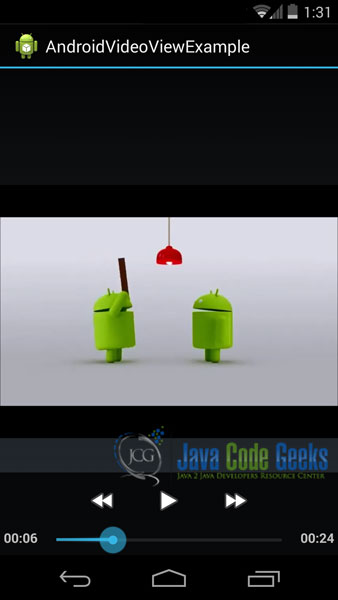 1:31
AndroidVideoViewExample
JCG
Java Code Geeks
JAVA 2 JAVA DEVELOPERS RESOURCE CENTER
00:06
00:24